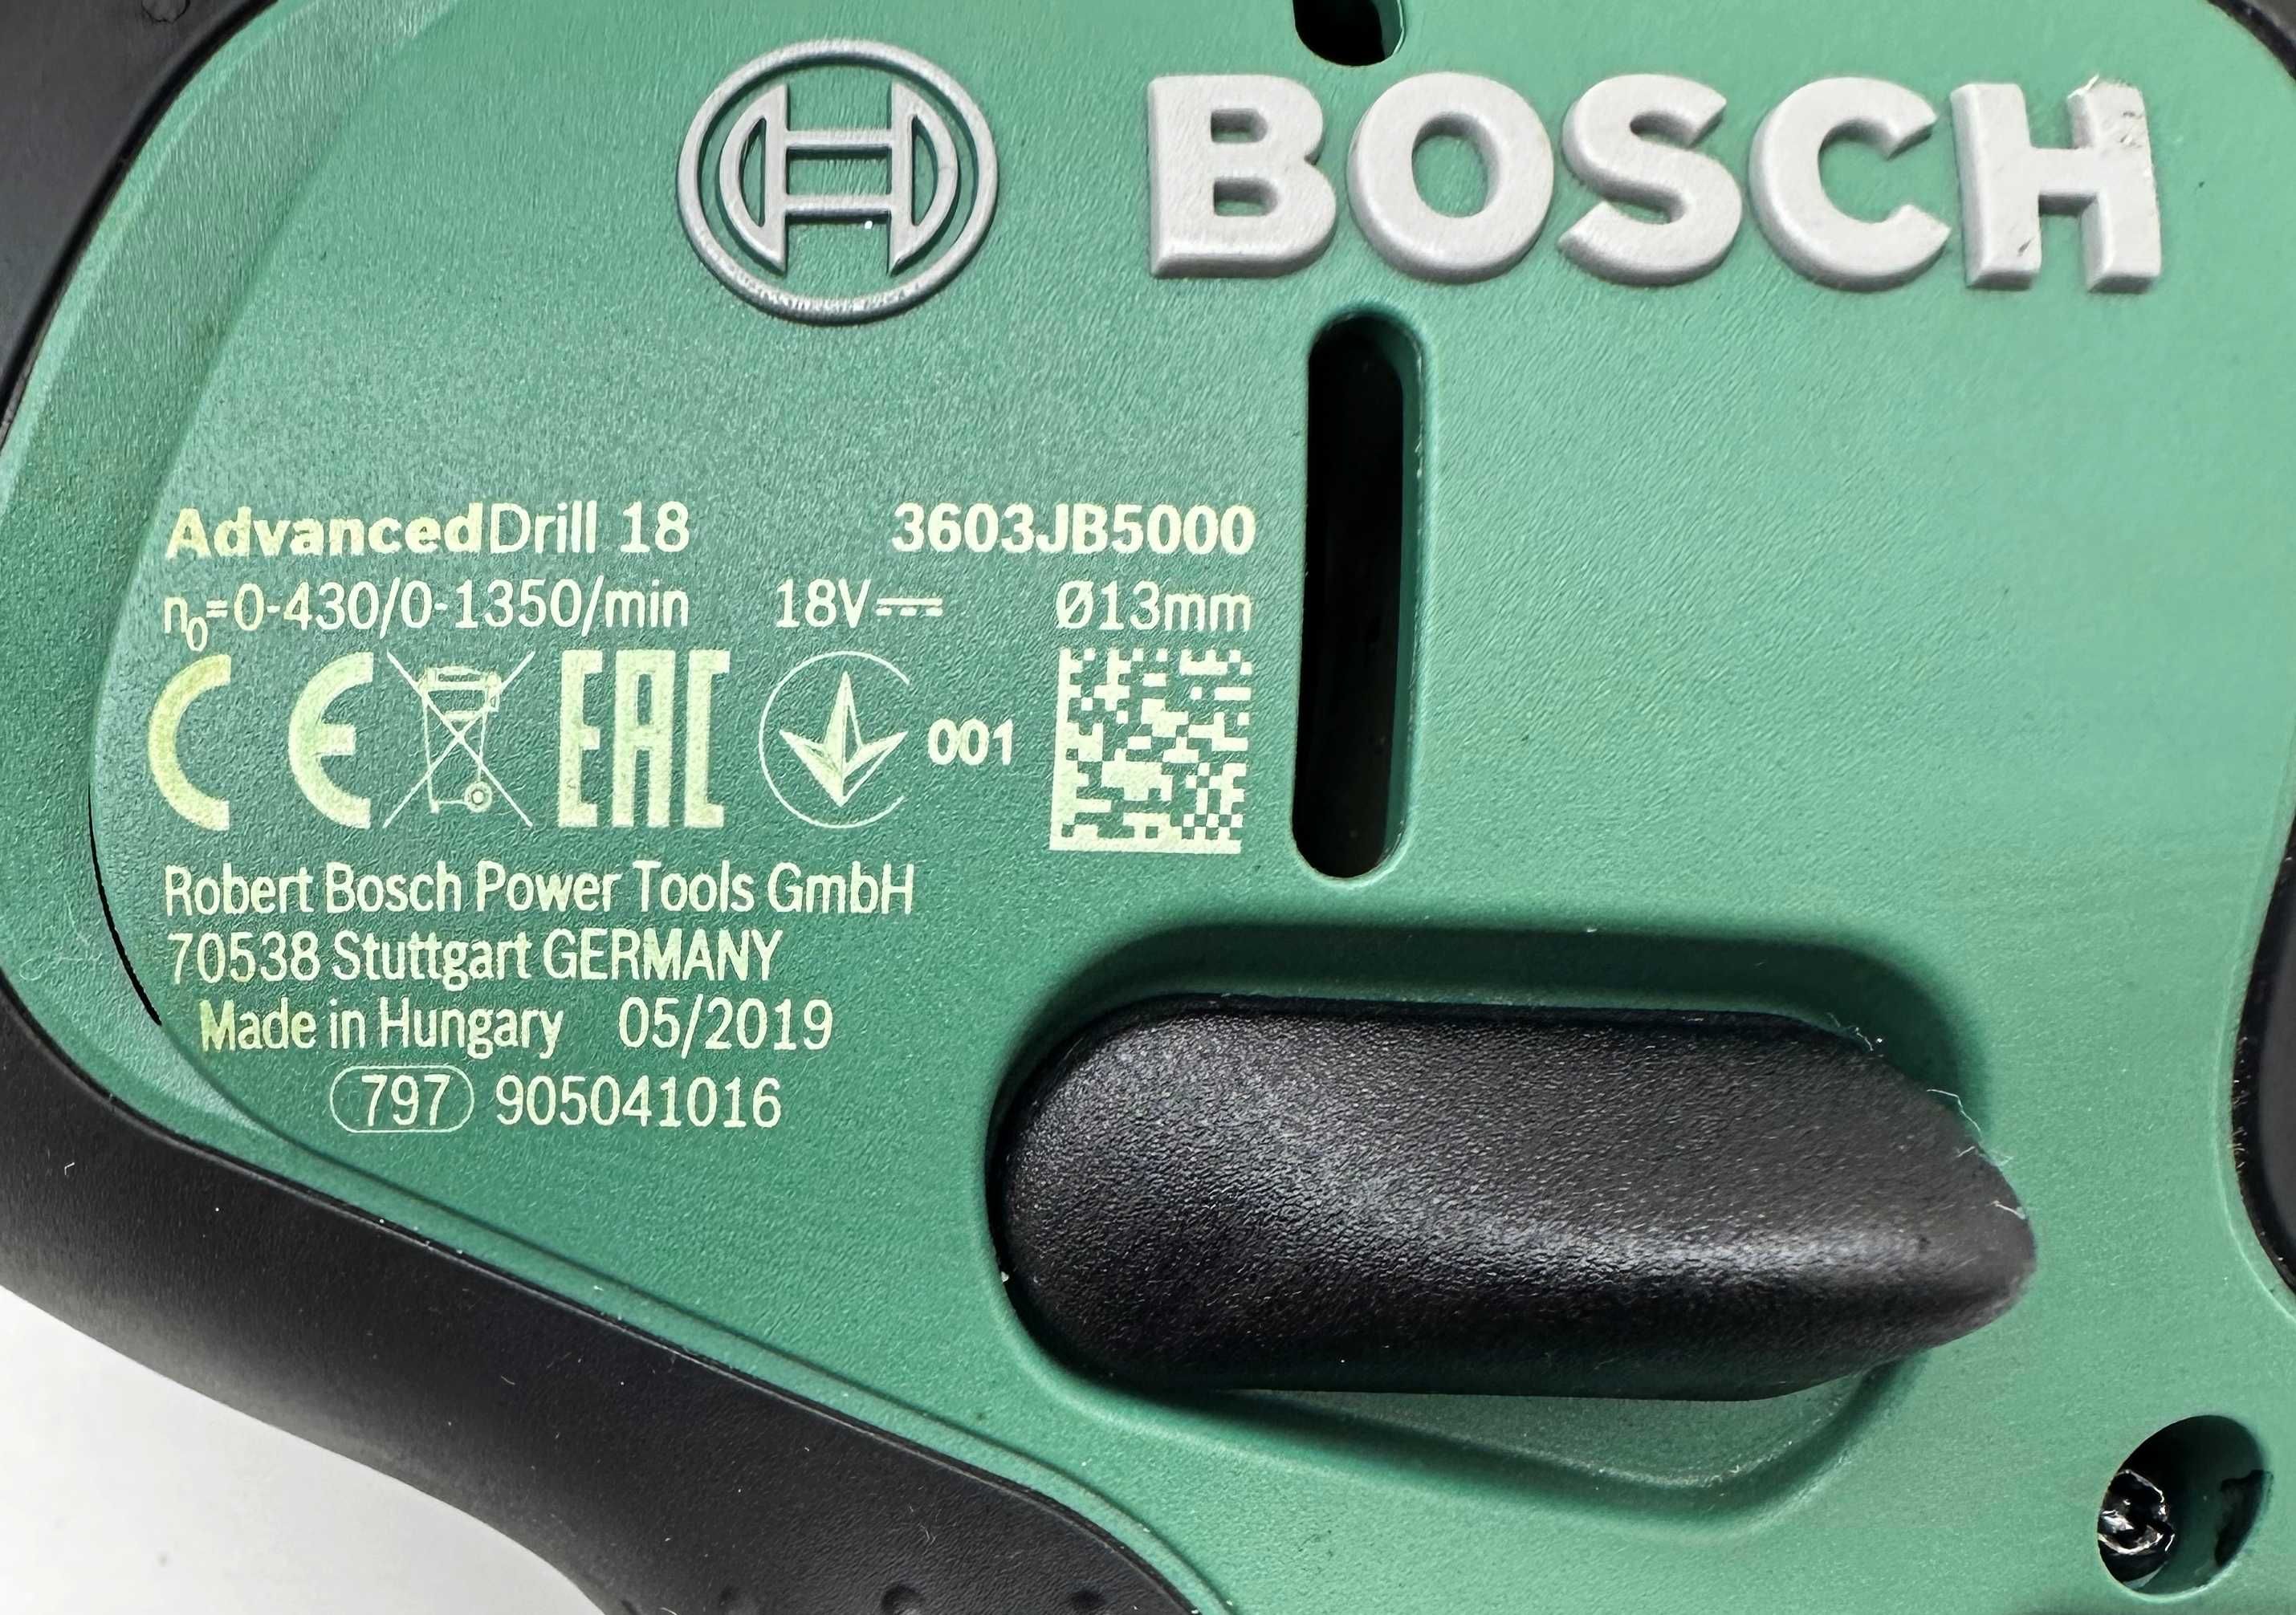 BOSCH
AdvancedDrill 18 3603JB5000
n₀=0-430/0-1350/min 18V⎓ Ø13mm
CE EAC 001
Robert Bosch Power Tools GmbH
70538 Stuttgart GERMANY
Made in Hungary 05/2019
797 905041016